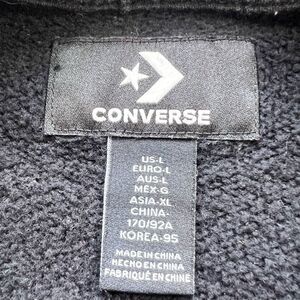 CONVERSE
US-L
EURO-L
AUS-L
MEX-G
ASIA-XL
CHINA-
170/92A
KOREA-95
MADE IN CHINA
HECHO EN CHINA
FABRIQUÉ EN CHINE